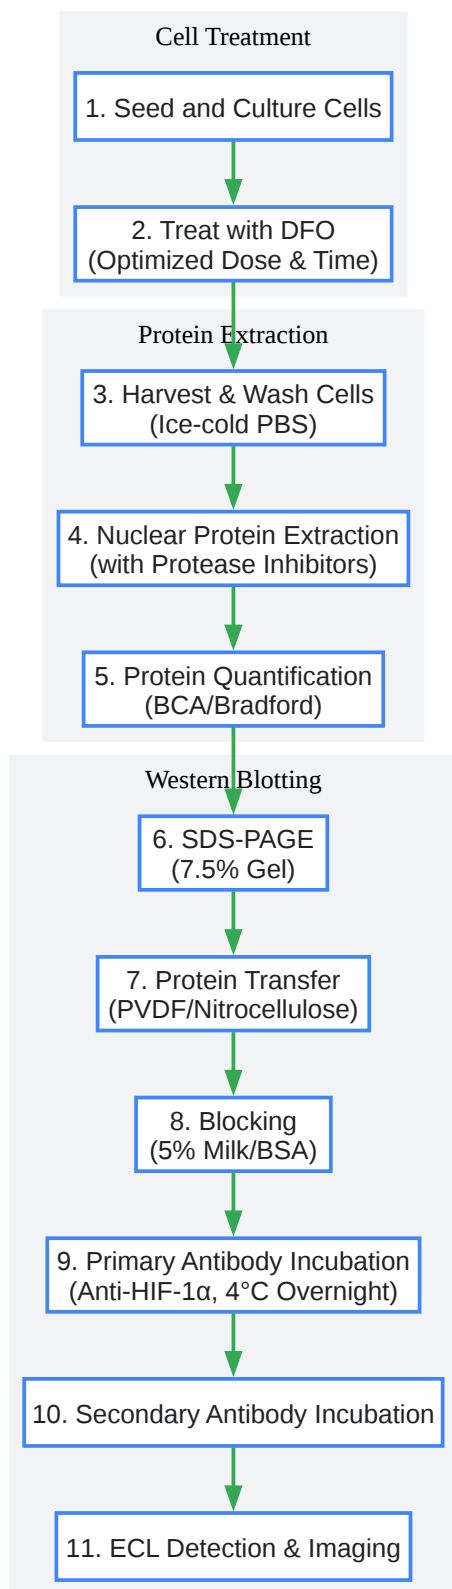 Cell Treatment
1. Seed and Culture Cells
2. Treat with DFO
(Optimized Dose & Time)
Protein Extraction
3. Harvest & Wash Cells
(Ice-cold PBS)
4. Nuclear Protein Extraction
(with Protease Inhibitors)
5. Protein Quantification
(BCA/Bradford)
Western Blotting
6. SDS-PAGE
(7.5% Gel)
7. Protein Transfer
(PVDF/Nitrocellulose)
8. Blocking
(5% Milk/BSA)
9. Primary Antibody Incubation
(Anti-HIF-1α, 4°C Overnight)
10. Secondary Antibody Incubation
11. ECL Detection & Imaging